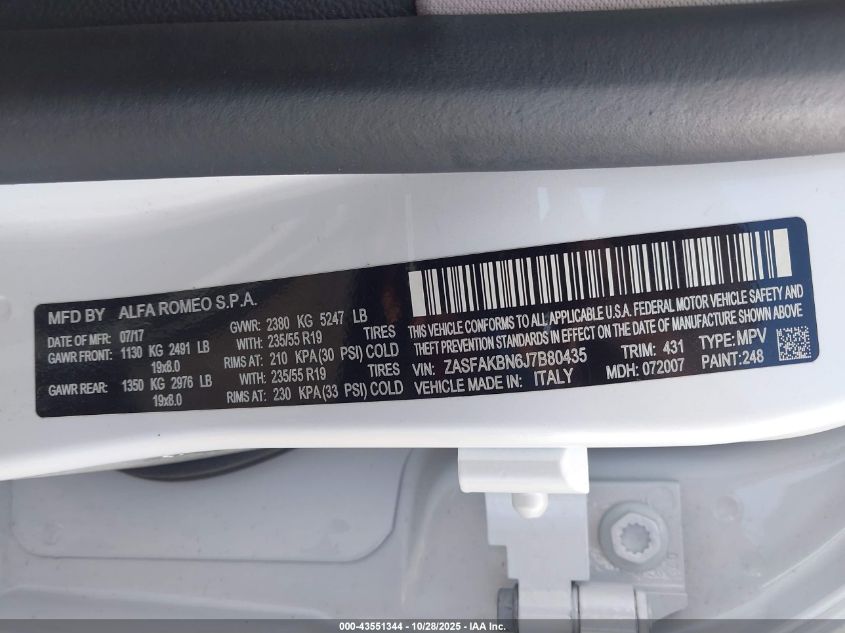 MFD BY ALFA ROMEO S.P.A.
DATE OF MFR: 07/17 GVWR: 2380 KG 5247 LB
GAWR FRONT: 1130 KG 2491 LB WITH: 235/55 R19 TIRES
19x8.0 RIMS AT: 210 KPA(30 PSI) COLD
GAWR REAR: 1350 KG 2976 LB WITH: 235/55 R19 TIRES
19x8.0 RIMS AT: 230 KPA(33 PSI) COLD
THIS VEHICLE CONFORMS TO ALL APPLICABLE U.S.A. FEDERAL MOTOR VEHICLE SAFETY AND
THEFT PREVENTION STANDARDS IN EFFECT ON THE DATE OF MANUFACTURE SHOWN ABOVE
VIN: ZASFAKBN6J7B80435 TRIM: 431 TYPE: MPV
VEHICLE MADE IN: ITALY MDH: 072007 PAINT: 248
000-43551344 - 10/28/2025 - IAA Inc.